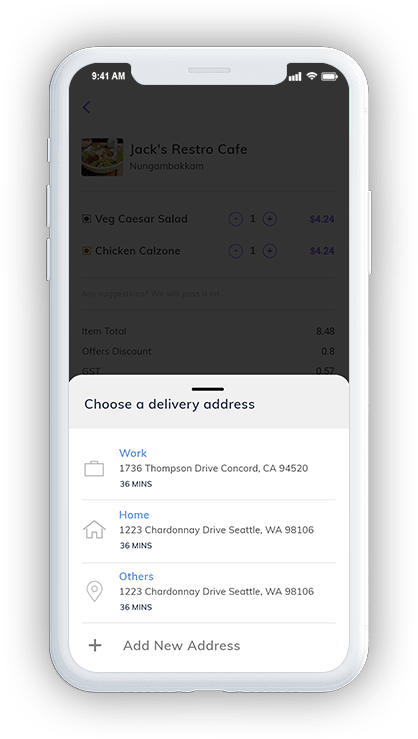 9:41 AM
Jack's Restro Cafe
Nungambakkam
Veg Caesar Salad - 1 + $4.24
Chicken Calzone - 1 + $4.24
Any suggestions? We will pass it on
Item Total 8.48
Offers Discount 0.8
GST 0.57
Choose a delivery address
Work
1736 Thompson Drive Concord, CA 94520
36 MINS
Home
1223 Chardonnay Drive Seattle, WA 98106
36 MINS
Others
1223 Chardonnay Drive Seattle, WA 98106
36 MINS
+ Add New Address